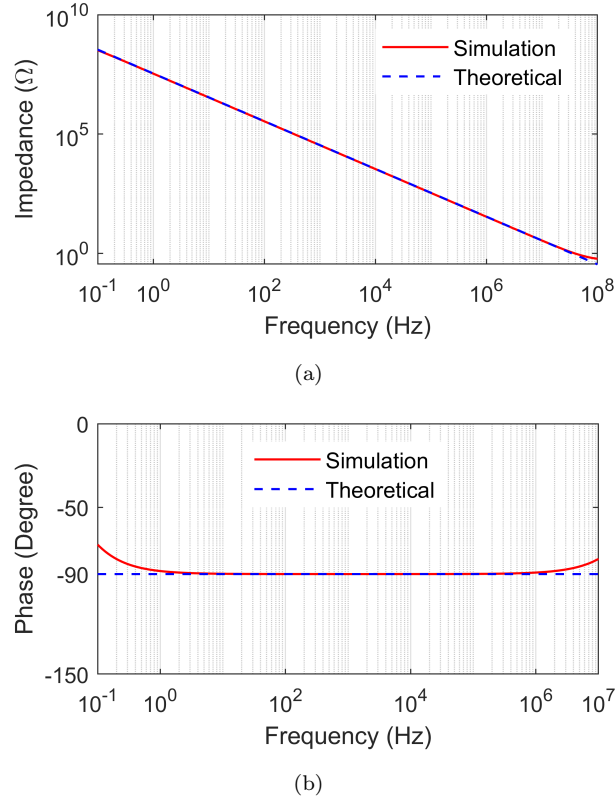 10^10
10^5
10^0
Impedance (Ω)
Simulation
Theoretical
10^-1 10^0 10^2 10^4 10^6 10^8
Frequency (Hz)
(a)
0
-50
-90
-150
Phase (Degree)
Simulation
Theoretical
10^-1 10^0 10^2 10^4 10^6 10^7
Frequency (Hz)
(b)